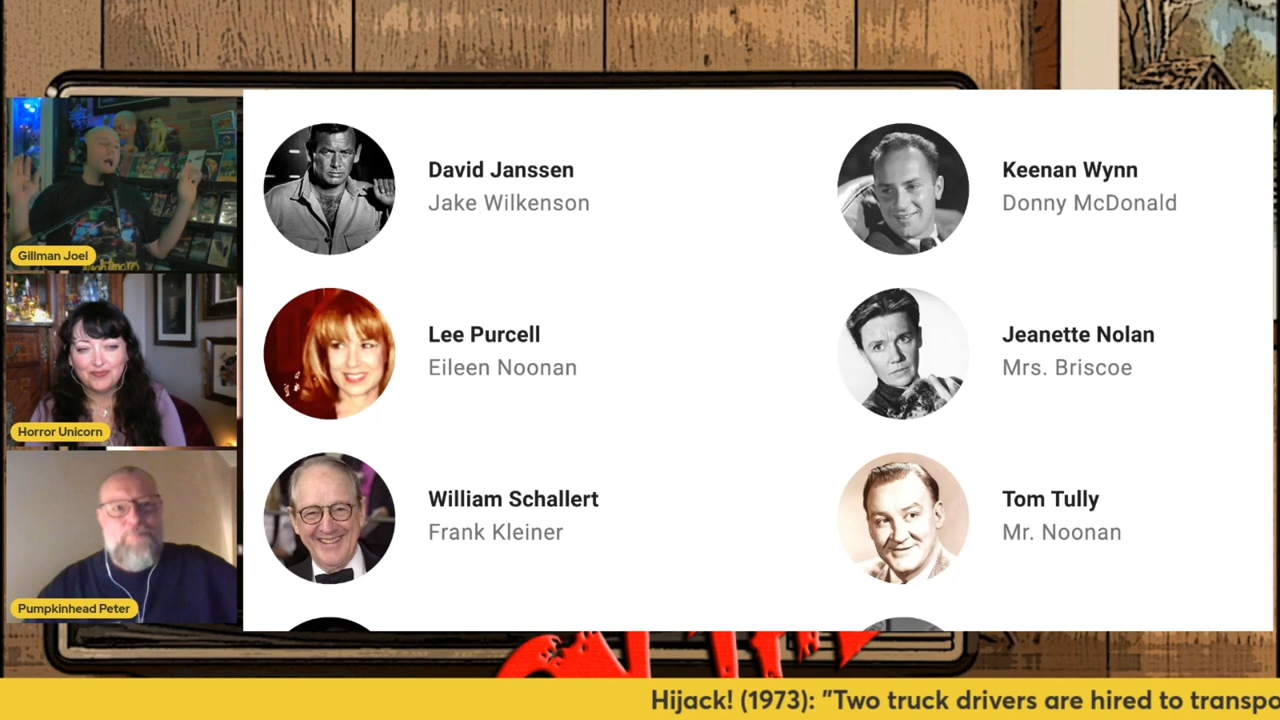 David Janssen
Jake Wilkenson
Keenan Wynn
Donny McDonald
Gillman Joel
Lee Purcell
Eileen Noonan
Jeanette Nolan
Mrs. Briscoe
Horror Unicorn
William Schallert
Frank Kleiner
Tom Tully
Mr. Noonan
Pumpkinhead Peter
Hijack! (1973): "Two truck drivers are hired to transpo